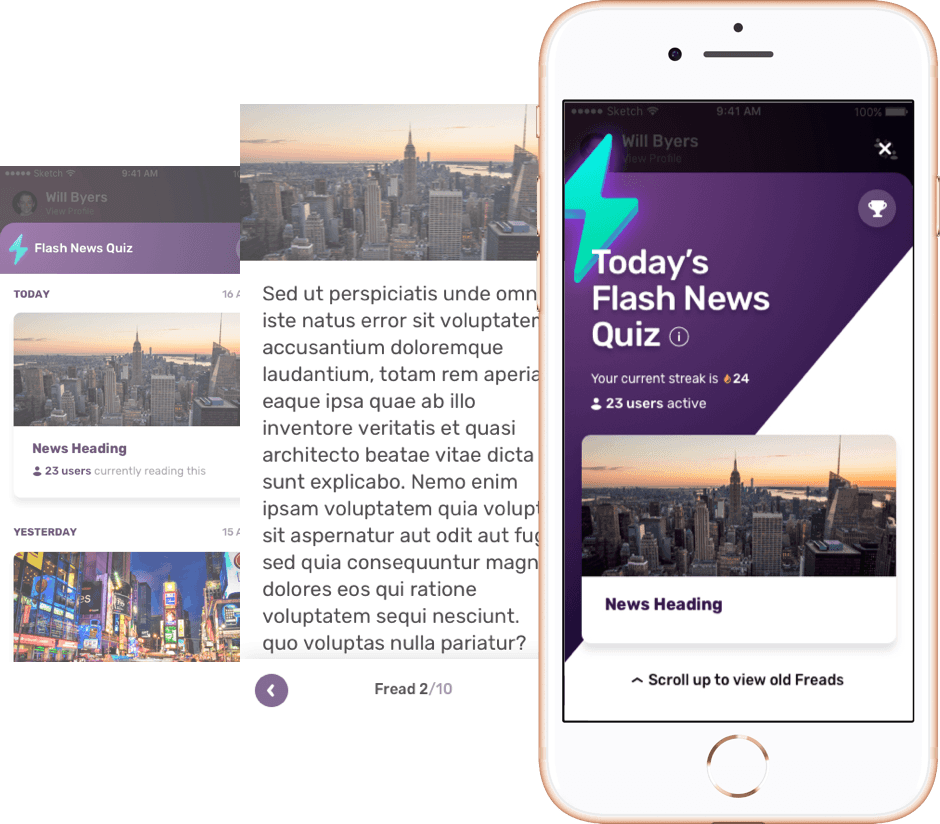 Sketch
9:41 AM
Will Byers
View Profile
Flash News Quiz
TODAY
16 A
News Heading
23 users currently reading this
YESTERDAY
15 A
Sed ut perspiciatis unde omn
iste natus error sit voluptatem
accusantium doloremque
laudantium, totam rem aperia
eaque ipsa quae ab illo
inventore veritatis et quasi
architecto beatae vitae dicta
sunt explicabo. Nemo enim
ipsam voluptatem quia volupt
sit aspernatur aut odit aut fug
sed quia consequuntur magn
dolores eos qui ratione
voluptatem sequi nesciunt.
quo voluptas nulla pariatur?
Fread 2/10
Sketch
9:41 AM
100%
Will Byers
View Profile
Today’s
Flash News
Quiz
Your current streak is 24
23 users active
News Heading
Scroll up to view old Freads